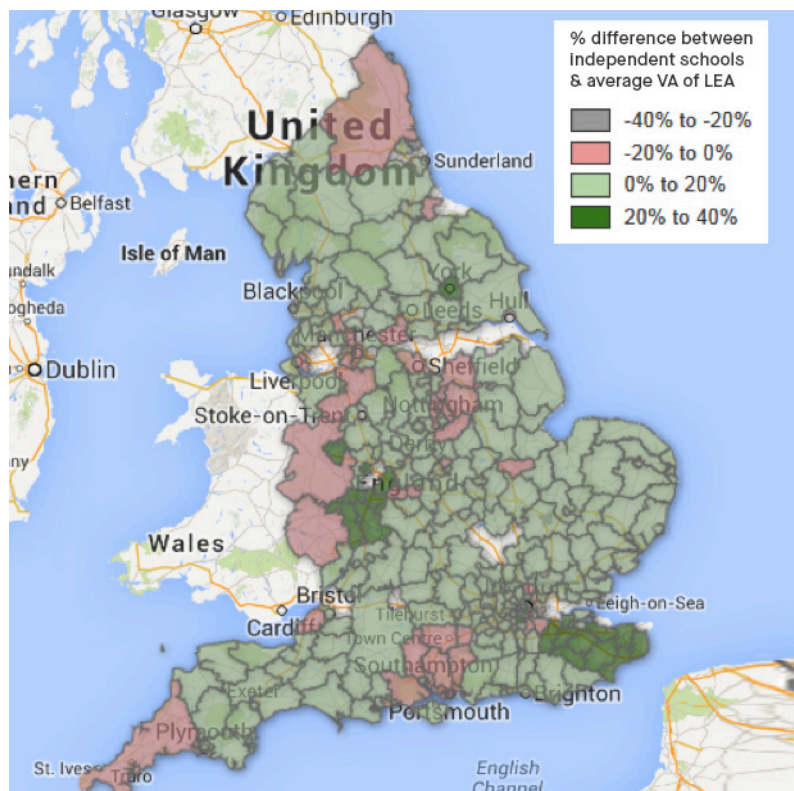 Glasgow
Edinburgh
% difference between
independent schools
& average VA of LEA
-40% to -20%
-20% to 0%
0% to 20%
20% to 40%
United
Kingdom
Sunderland
hern
and
Belfast
Isle of Man
undalk
ogheda
Blackpool
York
Leeds
Hull
Manchester
Dublin
Liverpool
Sheffield
Stoke-on-Trent
Nottingham
Derby
ny
England
Wales
Bristol
Cardiff
Leigh-on-Sea
Tilehurst
Town Centre
Southampton
Exeter
Portsmouth
Brighton
Plymouth
St. Ives
Truro
English
Channel